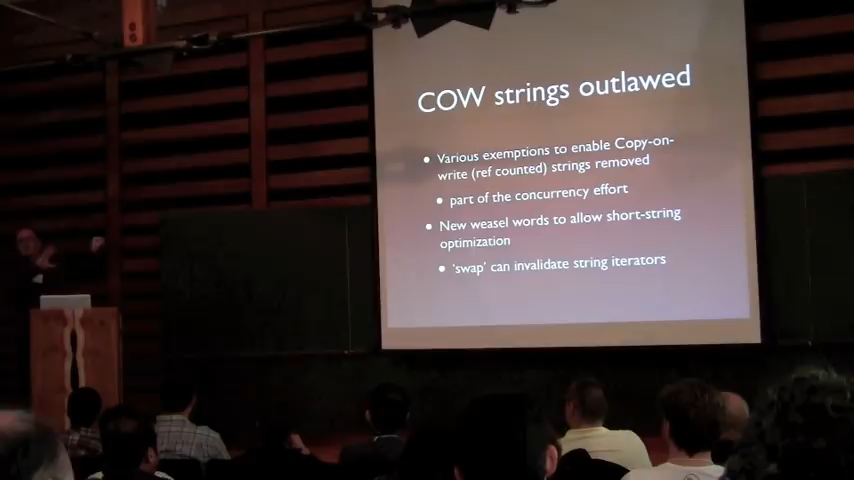 COW strings outlawed
• Various exemptions to enable Copy-on-
write (ref counted) strings removed
• part of the concurrency effort
• New weasel words to allow short-string
optimization
• 'swap' can invalidate string iterators